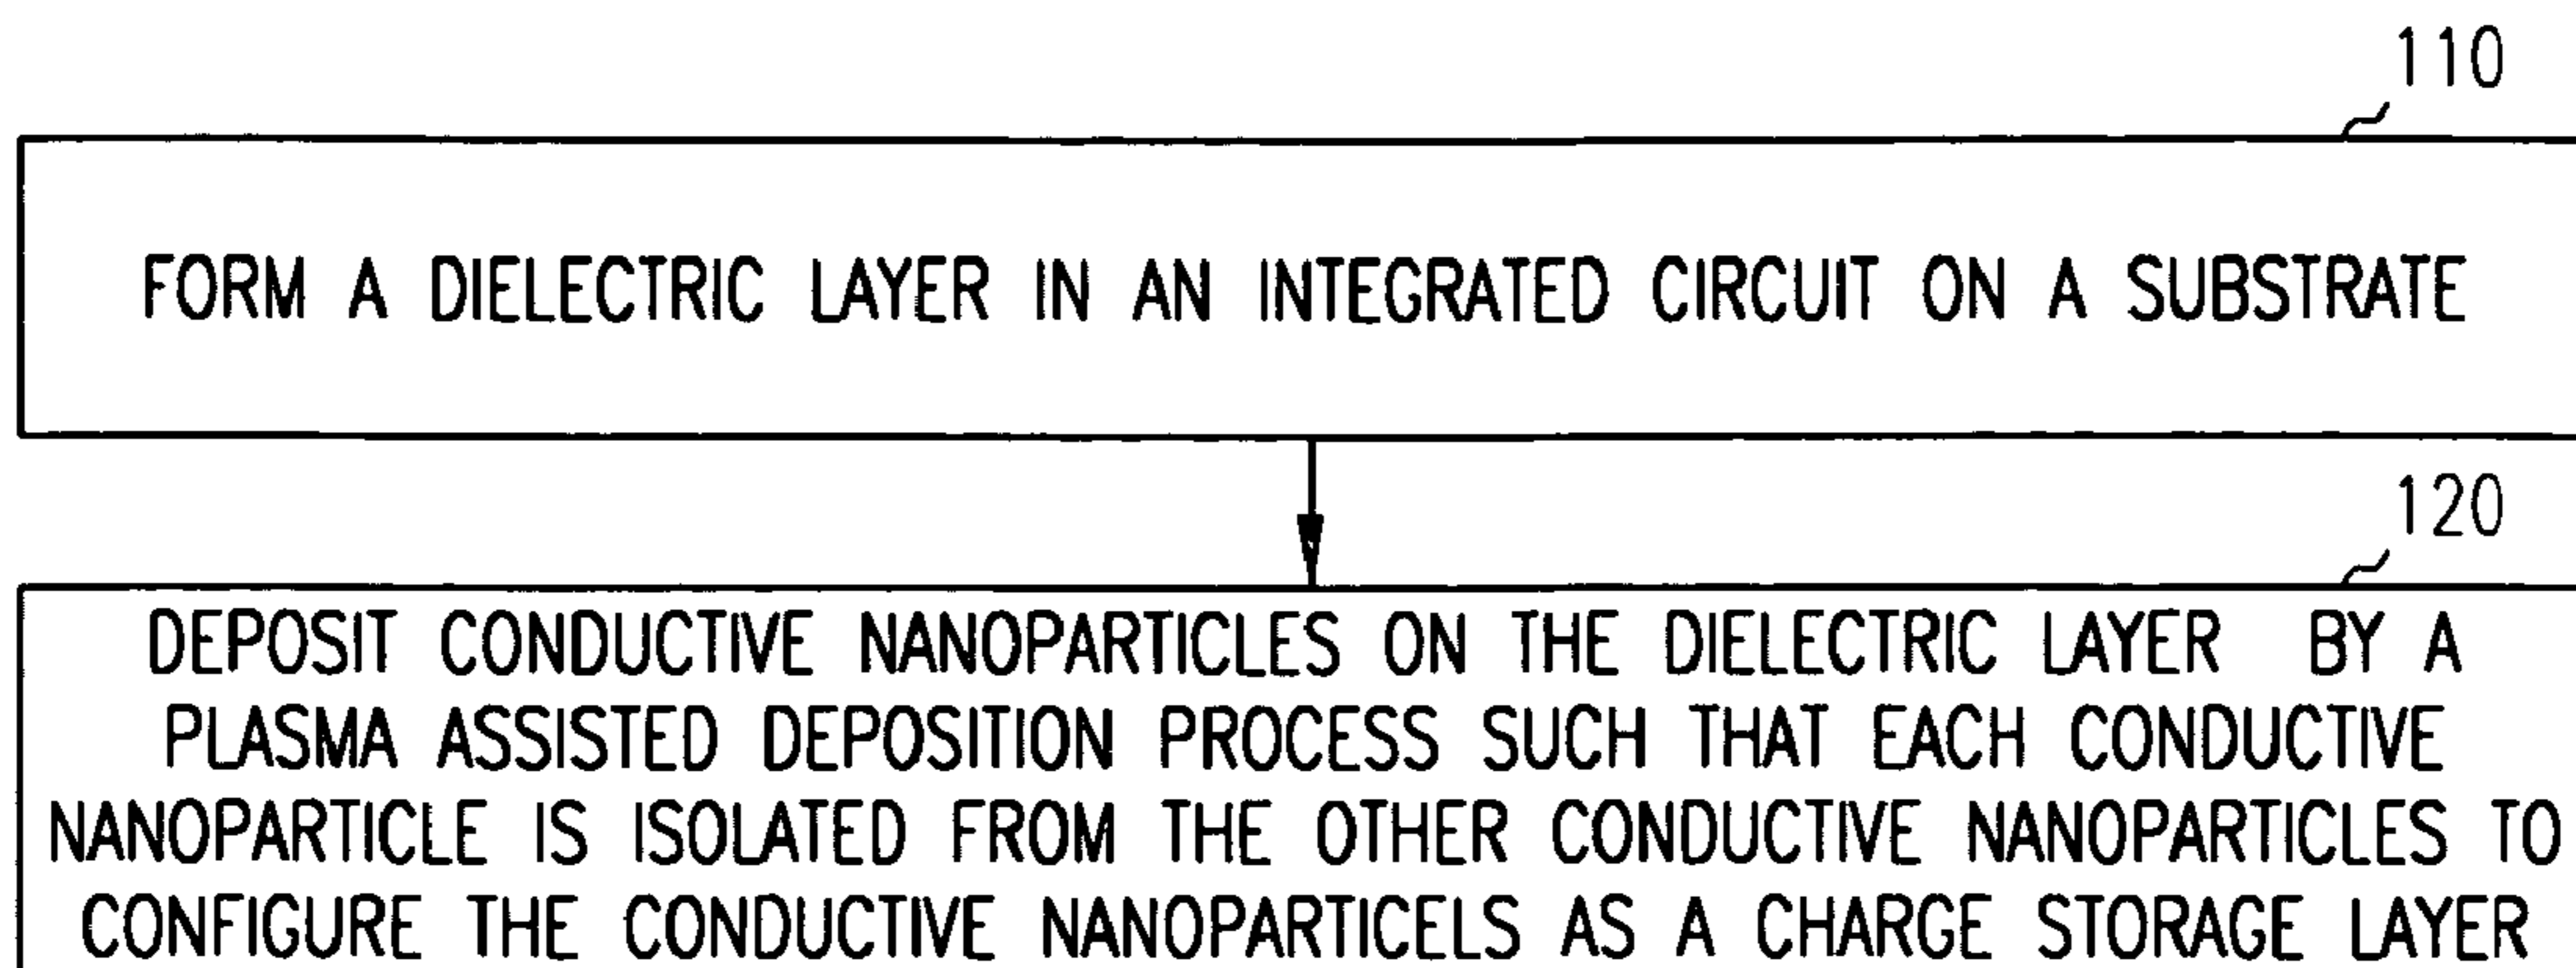 110
FORM A DIELECTRIC LAYER IN AN INTEGRATED CIRCUIT ON A SUBSTRATE
120
DEPOSIT CONDUCTIVE NANOPARTICLES ON THE DIELECTRIC LAYER BY A
PLASMA ASSISTED DEPOSITION PROCESS SUCH THAT EACH CONDUCTIVE
NANOPARTICLE IS ISOLATED FROM THE OTHER CONDUCTIVE NANOPARTICLES TO
CONFIGURE THE CONDUCTIVE NANOPARTICELS AS A CHARGE STORAGE LAYER